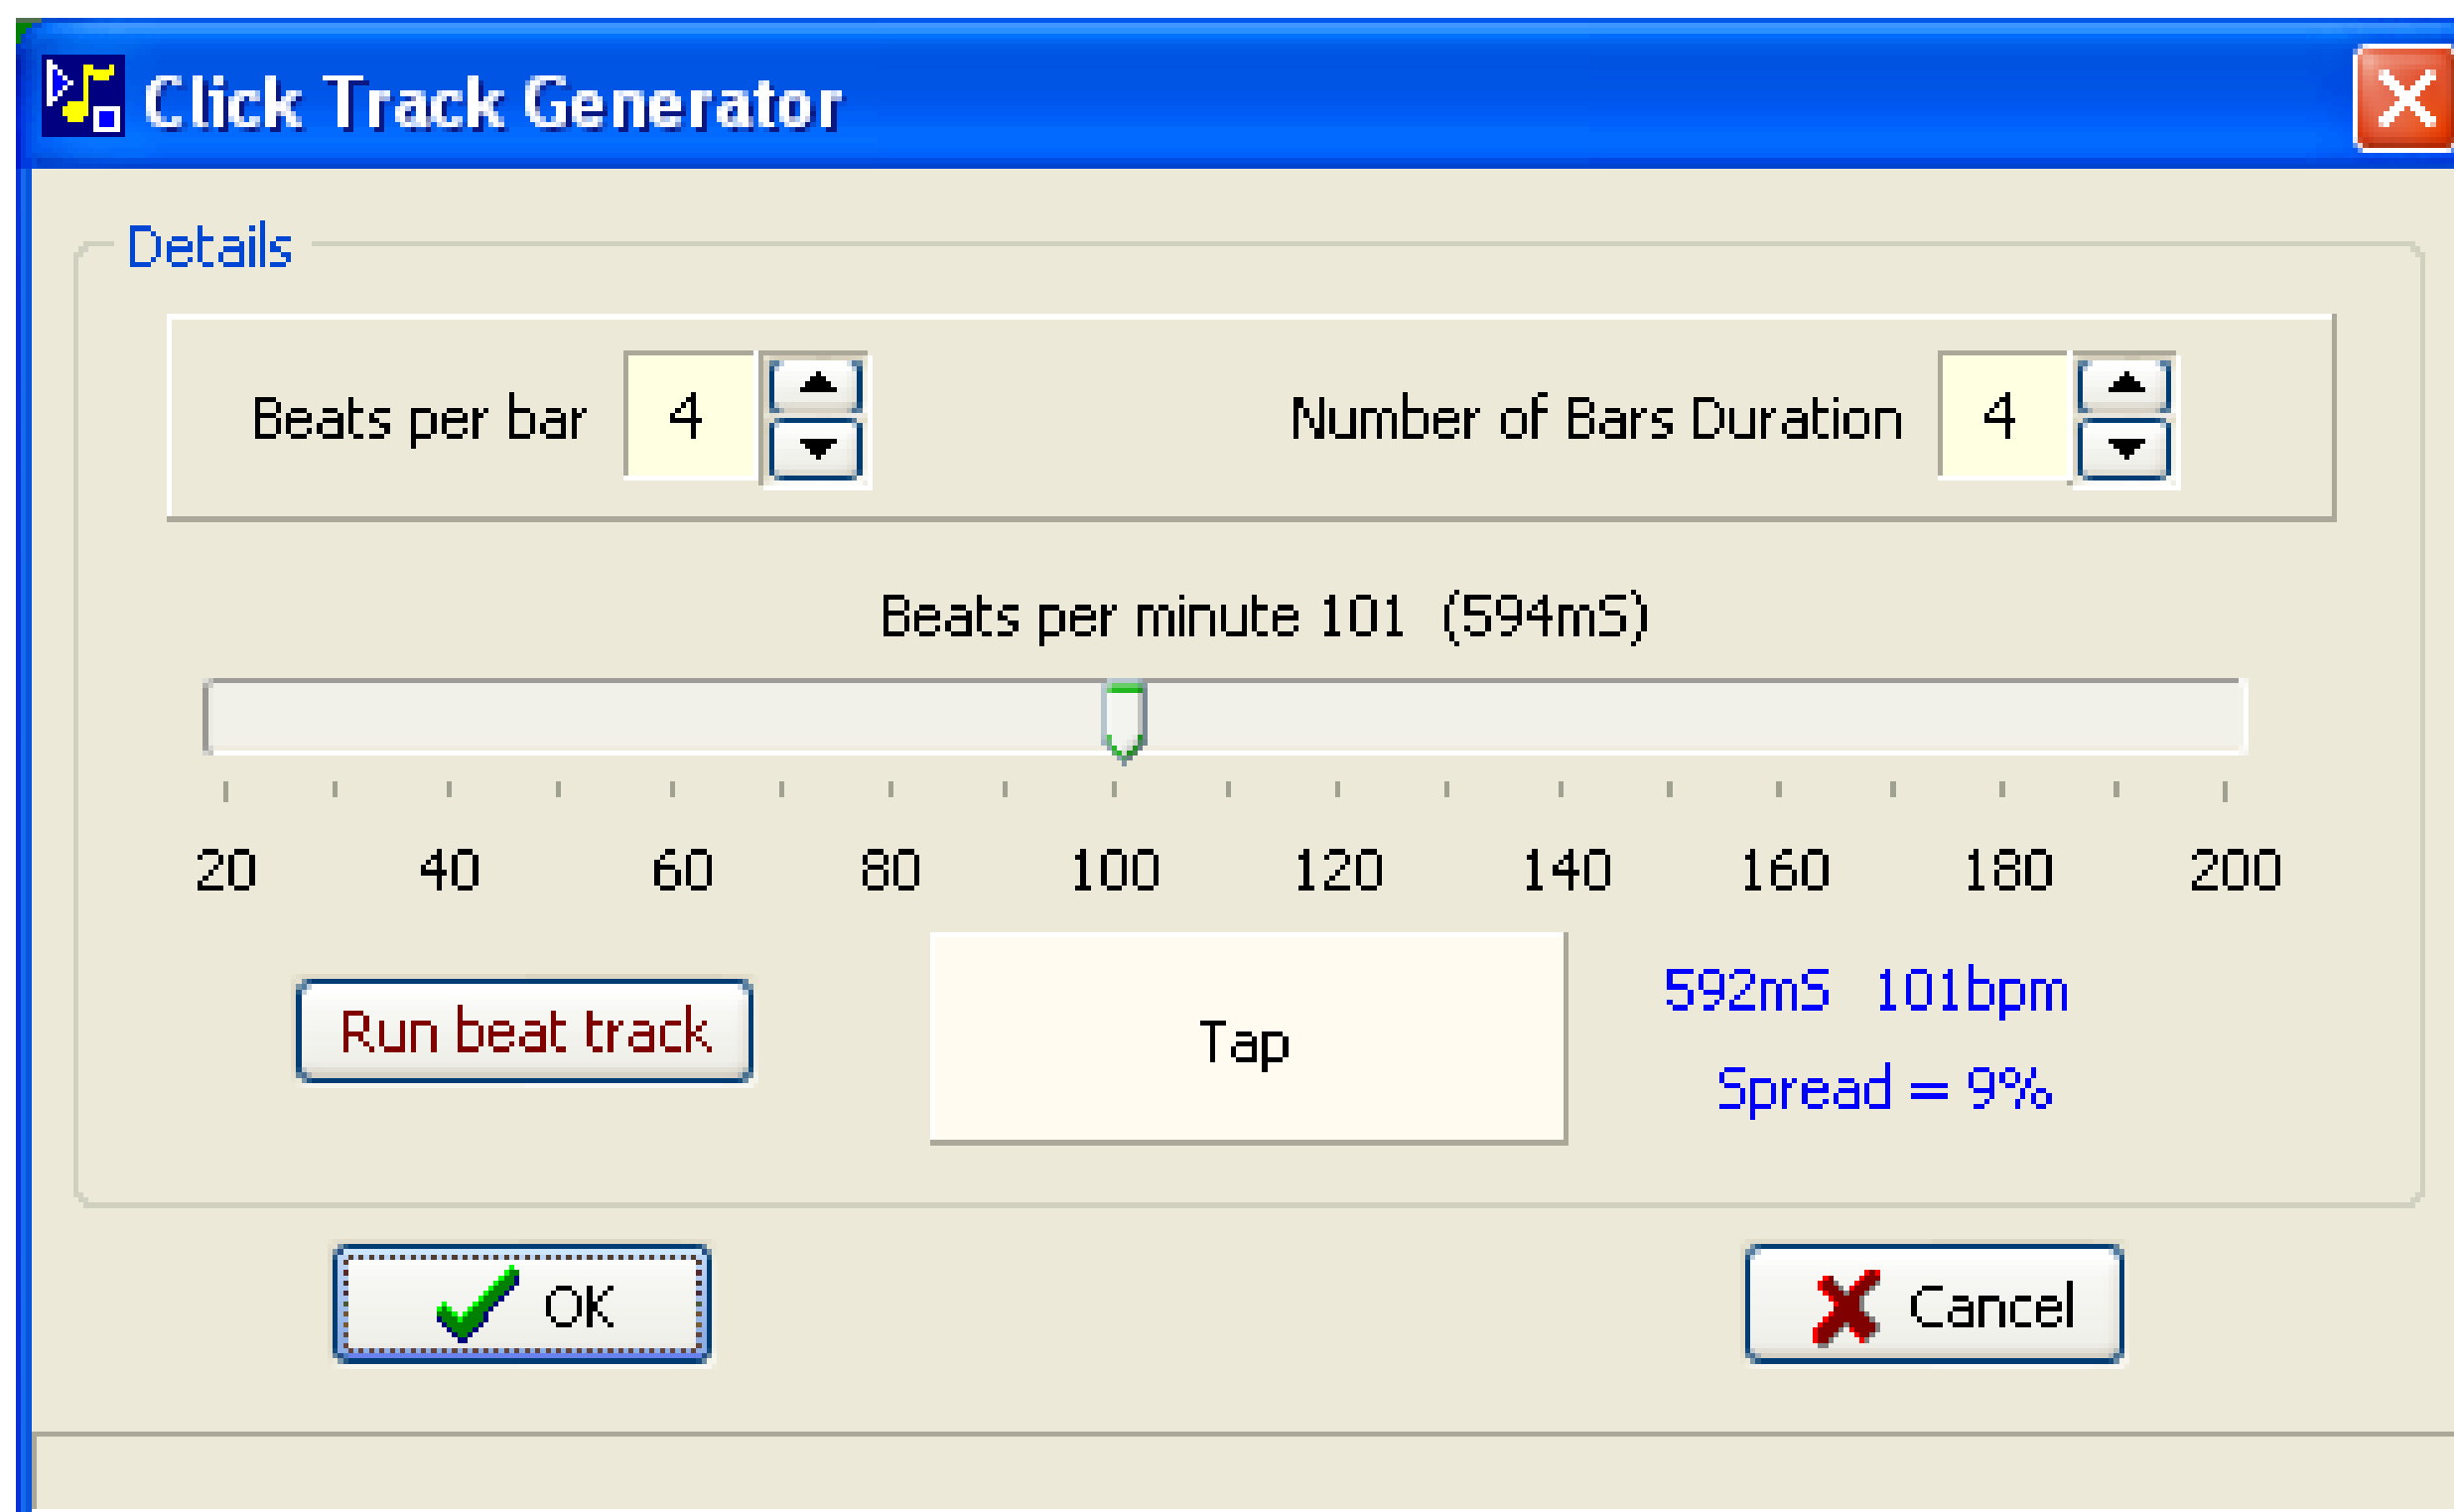 Click Track Generator
Details
Beats per bar 4 Number of Bars Duration 4
Beats per minute 101 (594mS)
20 40 60 80 100 120 140 160 180 200
Run beat track
Tap
592mS 101bpm
Spread = 9%
OK Cancel